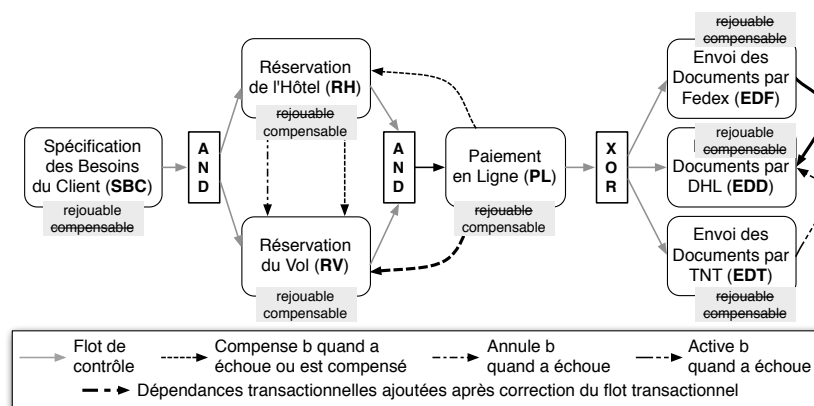 Spécification
des Besoins
du Client (SBC)
rejouable
compensable
A
N
D
Réservation
de l'Hôtel (RH)
rejouable
compensable
Réservation
du Vol (RV)
rejouable
compensable
A
N
D
Paiement
en Ligne (PL)
rejouable
compensable
X
O
R
rejouable
compensable
Envoi des
Documents par
Fedex (EDF)
rejouable
compensable
Documents par
DHL (EDD)
Envoi des
Documents par
TNT (EDT)
rejouable
compensable
Flot de
contrôle
Compense b quand a
échoue ou est compensé
Annule b
quand a échoue
Active b
quand a échoue
Dépendances transactionnelles ajoutées après correction du flot transactionnel